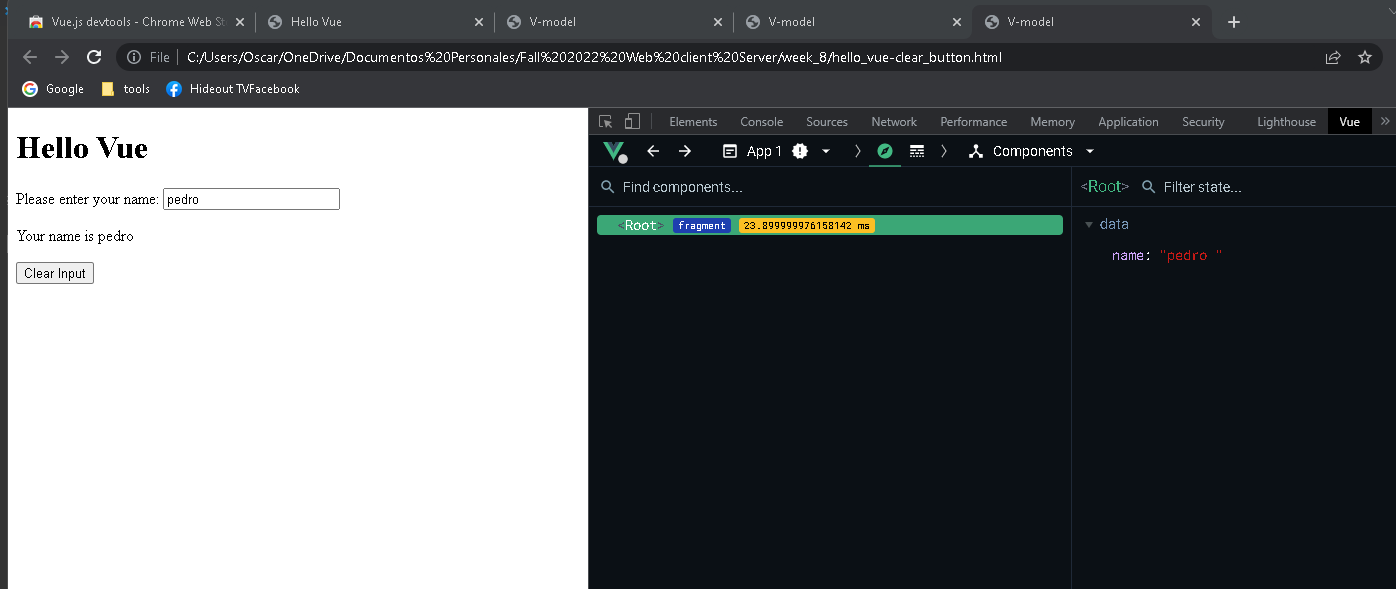 Vue.js devtools - Chrome Web St
Hello Vue
V-model
V-model
V-model
File
C:/Users/Oscar/OneDrive/Documentos%20Personales/Fall%202022%20Web%20client%20Server/week_8/hello_vue-clear_button.html
Google
tools
Hideout TVFacebook
Elements
Console
Sources
Network
Performance
Memory
Application
Security
Lighthouse
Vue
App 1
Components
Find components...
<Root>
Filter state...
<Root>
fragment
23.899999976158142 ms
data
name: "pedro "
Hello Vue
Please enter your name: pedro
Your name is pedro
Clear Input